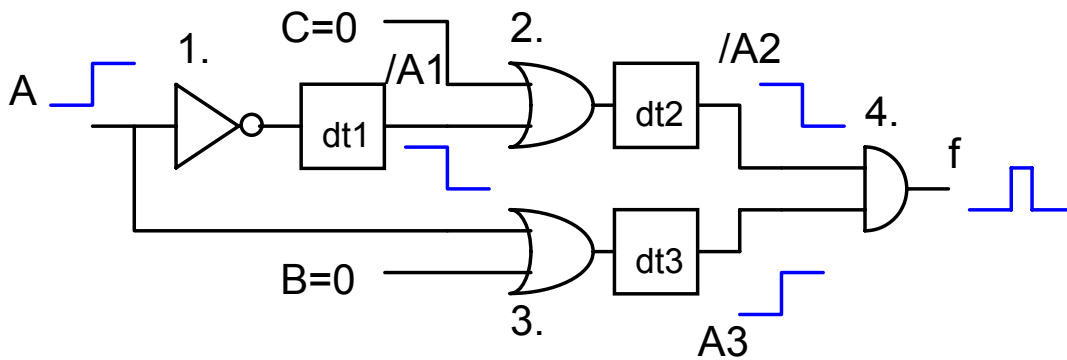 C=0
2.
/A2
1.
/A1
A
dt1
dt2
4.
f
dt3
B=0
3.
A3